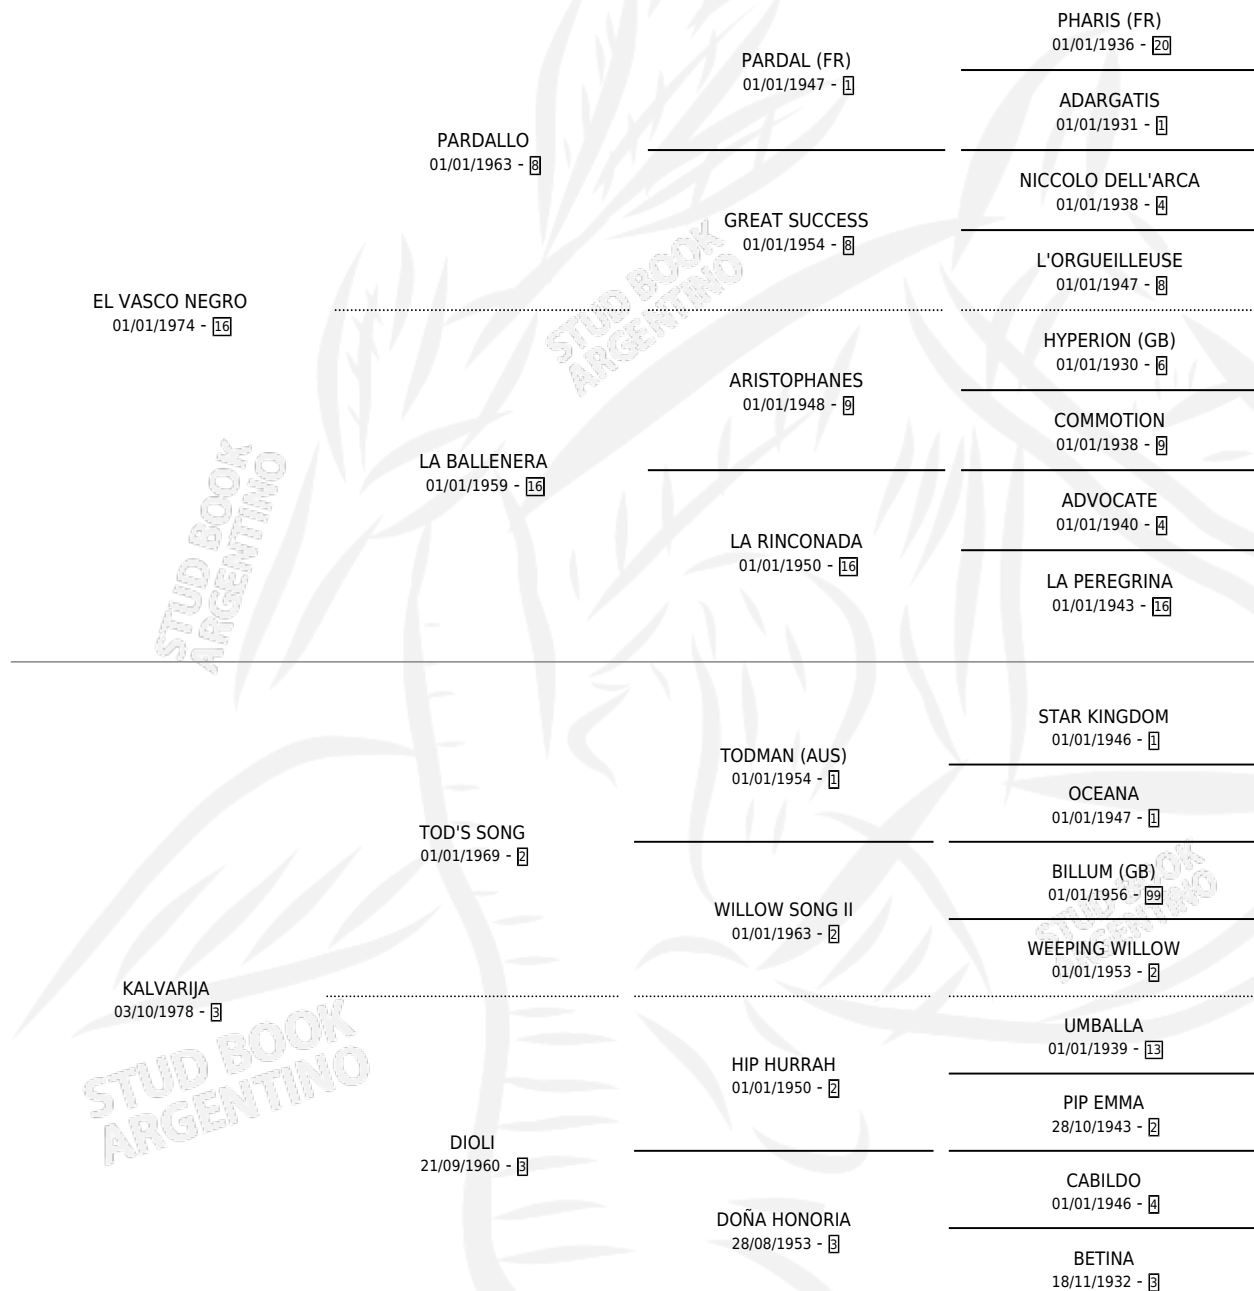 PHARIS (FR)
01/01/1936 - 20
PARDAL (FR)
01/01/1947 - 1
ADARGATIS
01/01/1931 - 1
PARDALLO
01/01/1963 - 8
NICCOLO DELL'ARCA
01/01/1938 - 4
GREAT SUCCESS
01/01/1954 - 8
L'ORGUEILLEUSE
01/01/1947 - 8
EL VASCO NEGRO
01/01/1974 - 16
STUD BOOK
ARGENTINO
HYPERION (GB)
01/01/1930 - 6
ARISTOPHANES
01/01/1948 - 9
COMMOTION
01/01/1938 - 9
LA BALLENERA
01/01/1959 - 16
ADVOCATE
01/01/1940 - 4
LA RINCONADA
01/01/1950 - 16
LA PEREGRINA
01/01/1943 - 16
STUD BOOK
ARGENTINO
STAR KINGDOM
01/01/1946 - 1
TODMAN (AUS)
01/01/1954 - 1
OCEANA
01/01/1947 - 1
TOD'S SONG
01/01/1969 - 2
BILLUM (GB)
01/01/1956 - 99
WILLOW SONG II
01/01/1963 - 2
STUD BOOK
ARGENTINO
WEEPING WILLOW
01/01/1953 - 2
KALVARIJA
03/10/1978 - 3
STUD BOOK
ARGENTINO
UMBALLA
01/01/1939 - 13
HIP HURRAH
01/01/1950 - 2
PIP EMMA
28/10/1943 - 2
DIOLI
21/09/1960 - 3
CABILDO
01/01/1946 - 4
DOÑA HONORIA
28/08/1953 - 3
BETINA
18/11/1932 - 3